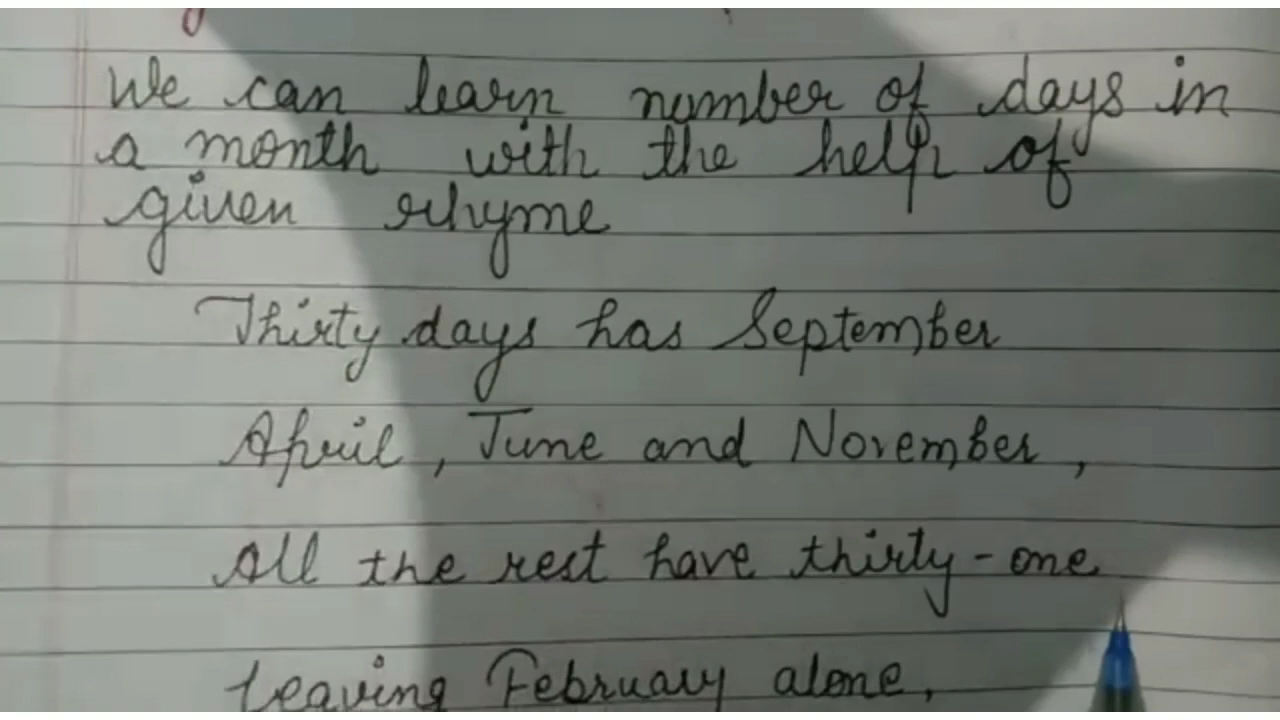 We can learn number of days in
a month with the help of
given rhyme
Thirty days has September
April, June and November,
All the rest have thirty-one
leaving February alone,